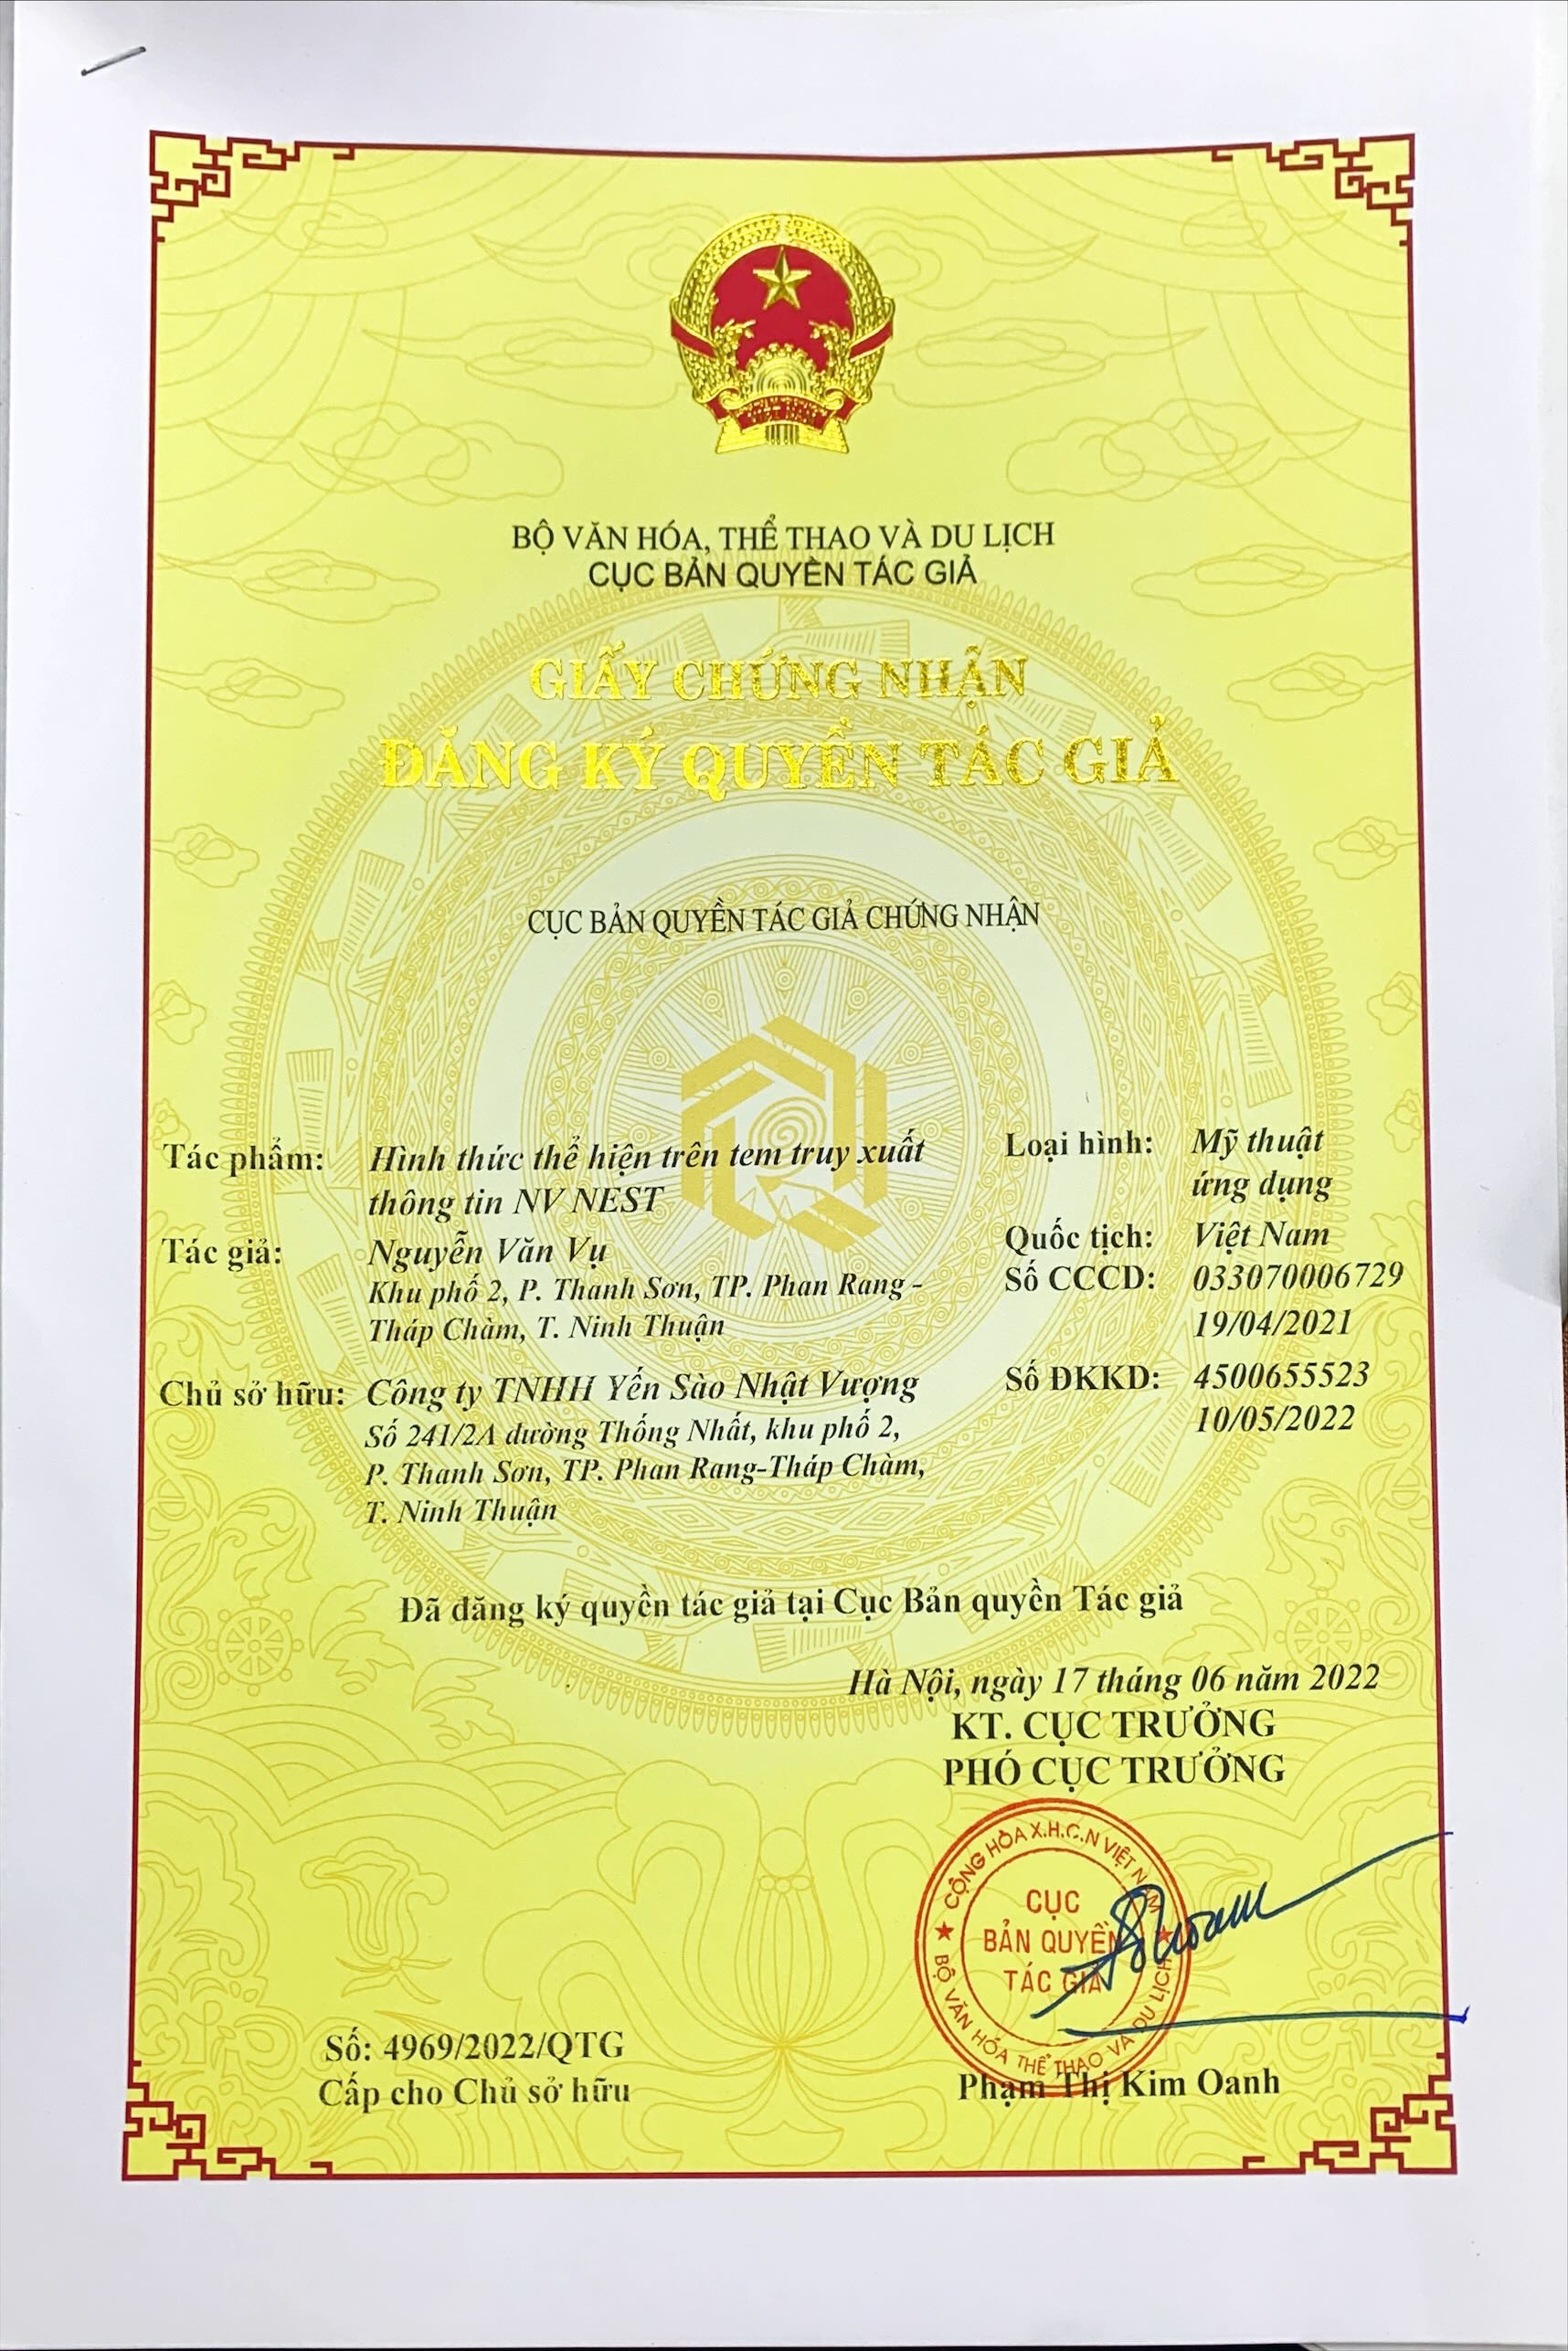 VIỆT NAM
BỘ VĂN HÓA, THỂ THAO VÀ DU LỊCH
CỤC BẢN QUYỀN TÁC GIẢ
GIẤY CHỨNG NHẬN
ĐĂNG KÝ QUYỀN TÁC GIẢ
CỤC BẢN QUYỀN TÁC GIẢ CHỨNG NHẬN
Tác phẩm: Hình thức thể hiện trên tem truy xuất
thông tin NV NEST
Loại hình: Mỹ thuật
ứng dụng
Tác giả: Nguyễn Văn Vụ
Khu phố 2, P. Thanh Sơn, TP. Phan Rang -
Tháp Chàm, T. Ninh Thuận
Quốc tịch: Việt Nam
Số CCCD: 033070006729
19/04/2021
Chủ sở hữu: Công ty TNHH Yến Sào Nhật Vượng
Số 241/2A đường Thống Nhất, khu phố 2,
P. Thanh Sơn, TP. Phan Rang-Tháp Chàm,
T. Ninh Thuận
Số ĐKKD: 4500655523
10/05/2022
Đã đăng ký quyền tác giả tại Cục Bản quyền Tác giả
Hà Nội, ngày 17 tháng 06 năm 2022
KT. CỤC TRƯỞNG
PHÓ CỤC TRƯỞNG
CỘNG HÒA X.H.C.N VIỆT NAM
CỤC
BẢN QUYỀN
TÁC GIẢ
BỘ VĂN HÓA THỂ THAO VÀ DU LỊCH
Số: 4969/2022/QTG
Cấp cho Chủ sở hữu
Phạm Thị Kim Oanh